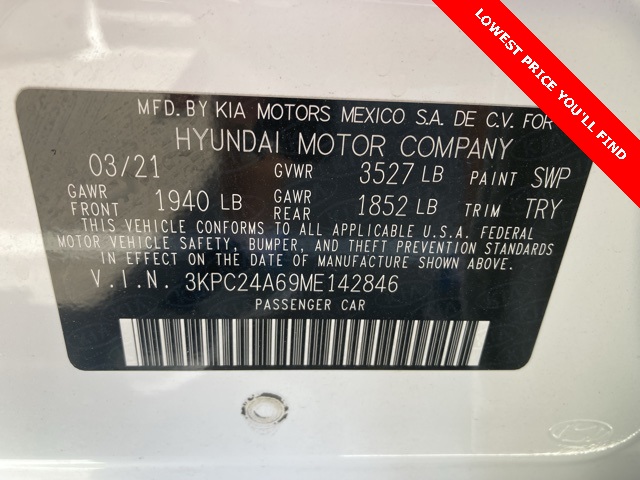 LOWEST PRICE YOU'LL FIND
MFD. BY KIA MOTORS MEXICO S.A. DE C.V. FOR
HYUNDAI MOTOR COMPANY
03/21 GVWR 3527 LB PAINT SWP
GAWR FRONT 1940 LB GAWR REAR 1852 LB TRIM TRY
THIS VEHICLE CONFORMS TO ALL APPLICABLE U.S.A. FEDERAL
MOTOR VEHICLE SAFETY, BUMPER, AND THEFT PREVENTION STANDARDS
IN EFFECT ON THE DATE OF MANUFACTURE SHOWN ABOVE.
V.I.N. 3KPC24A69ME142846
PASSENGER CAR